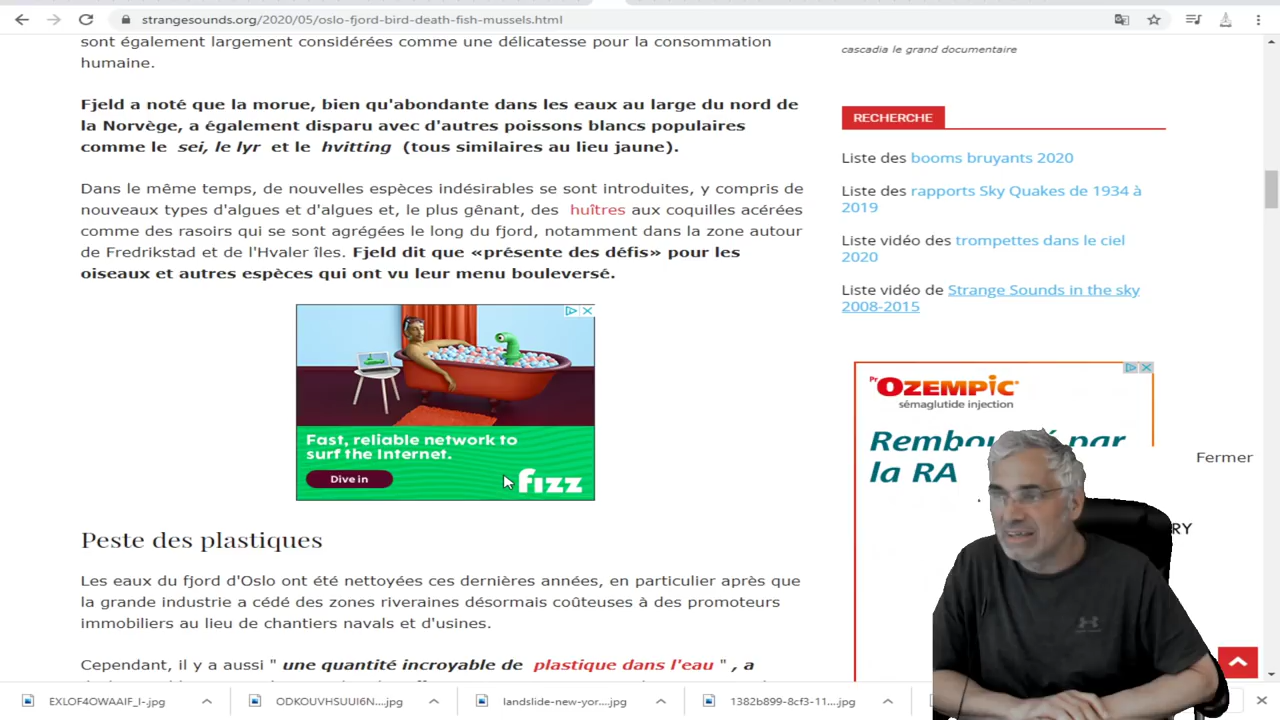 strangesounds.org/2020/05/oslo-fjord-bird-death-fish-mussels.html
sont également largement considérées comme une délicatesse pour la consommation
humaine.
Fjeld a noté que la morue, bien qu'abondante dans les eaux au large du nord de
la Norvège, a également disparu avec d'autres poissons blancs populaires
comme le sei, le lyr et le hvitting (tous similaires au lieu jaune).
Dans le même temps, de nouvelles espèces indésirables se sont introduites, y compris de
nouveaux types d'algues et d'algues et, le plus gênant, des huîtres aux coquilles acérées
comme des rasoirs qui se sont agrégées le long du fjord, notamment dans la zone autour
de Fredrikstad et de l'Hvaler îles. Fjeld dit que «présente des défis» pour les
oiseaux et autres espèces qui ont vu leur menu bouleversé.
Fast, reliable network to
surf the Internet.
Dive in
fizz
Peste des plastiques
Les eaux du fjord d'Oslo ont été nettoyées ces dernières années, en particulier après que
la grande industrie a cédé des zones riveraines désormais coûteuses à des promoteurs
immobiliers au lieu de chantiers navals et d'usines.
Cependant, il y a aussi " une quantité incroyable de plastique dans l'eau " , a
cascadia le grand documentaire
RECHERCHE
Liste des booms bruyants 2020
Liste des rapports Sky Quakes de 1934 à
2019
Liste vidéo des trompettes dans le ciel
2020
Liste vidéo de Strange Sounds in the sky
2008-2015
PrOZEMPIC
sémaglutide injection
par
la RA
Fermer
RY
EXLOF4OWAAIF_I-.jpg
ODKOUVHSUUI6N....jpg
landslide-new-yor....jpg
1382b899-8cf3-11....jpg